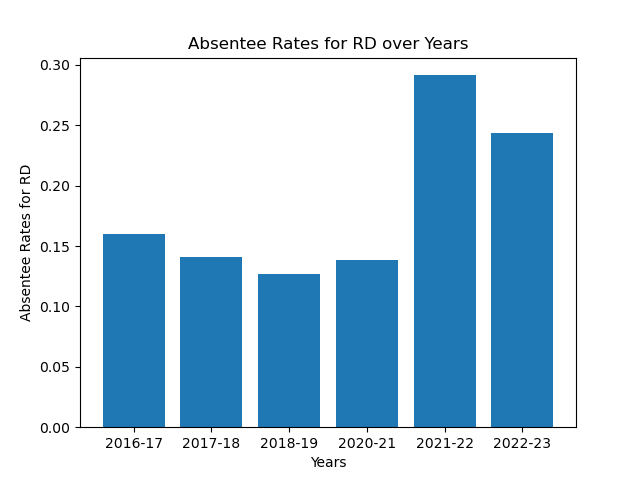 Absentee Rates for RD over Years
Absentee Rates for RD
0.30
0.25
0.20
0.15
0.10
0.05
0.00
2016-17 2017-18 2018-19 2020-21 2021-22 2022-23
Years